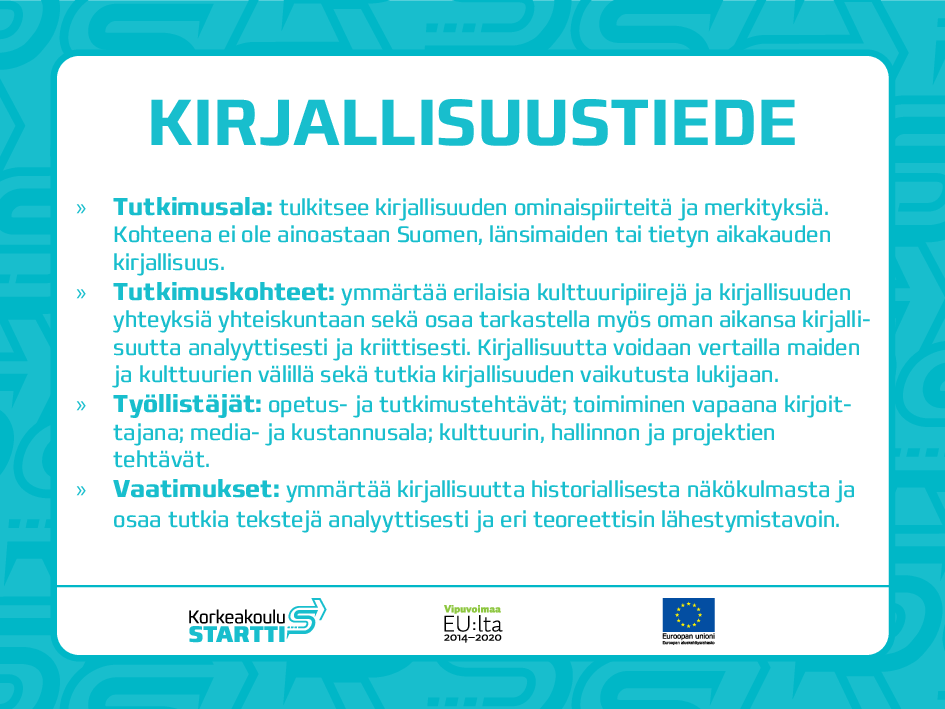 KIRJALLISUUSTIEDE
» Tutkimusala: tulkitsee kirjallisuuden ominaispiirteitä ja merkityksiä.
Kohteena ei ole ainoastaan Suomen, länsimaiden tai tietyn aikakauden
kirjallisuus.
» Tutkimuskohteet: ymmärtää erilaisia kulttuuripiirejä ja kirjallisuuden
yhteyksiä yhteiskuntaan sekä osaa tarkastella myös oman aikansa kirjalli-
suutta analyyttisesti ja kriittisesti. Kirjallisuutta voidaan vertailla maiden
ja kulttuurien välillä sekä tutkia kirjallisuuden vaikutusta lukijaan.
» Työllistäjät: opetus- ja tutkimustehtävät; toimiminen vapaana kirjoit-
tajana; media- ja kustannusala; kulttuurin, hallinnon ja projektien
tehtävät.
» Vaatimukset: ymmärtää kirjallisuutta historiallisesta näkökulmasta ja
osaa tutkia tekstejä analyyttisesti ja eri teoreettisin lähestymistavoin.
Korkeakoulu
STARTTI
Vipuvoimaa
EU:lta
2014–2020
Euroopan unioni
Euroopan aluekehitysrahasto